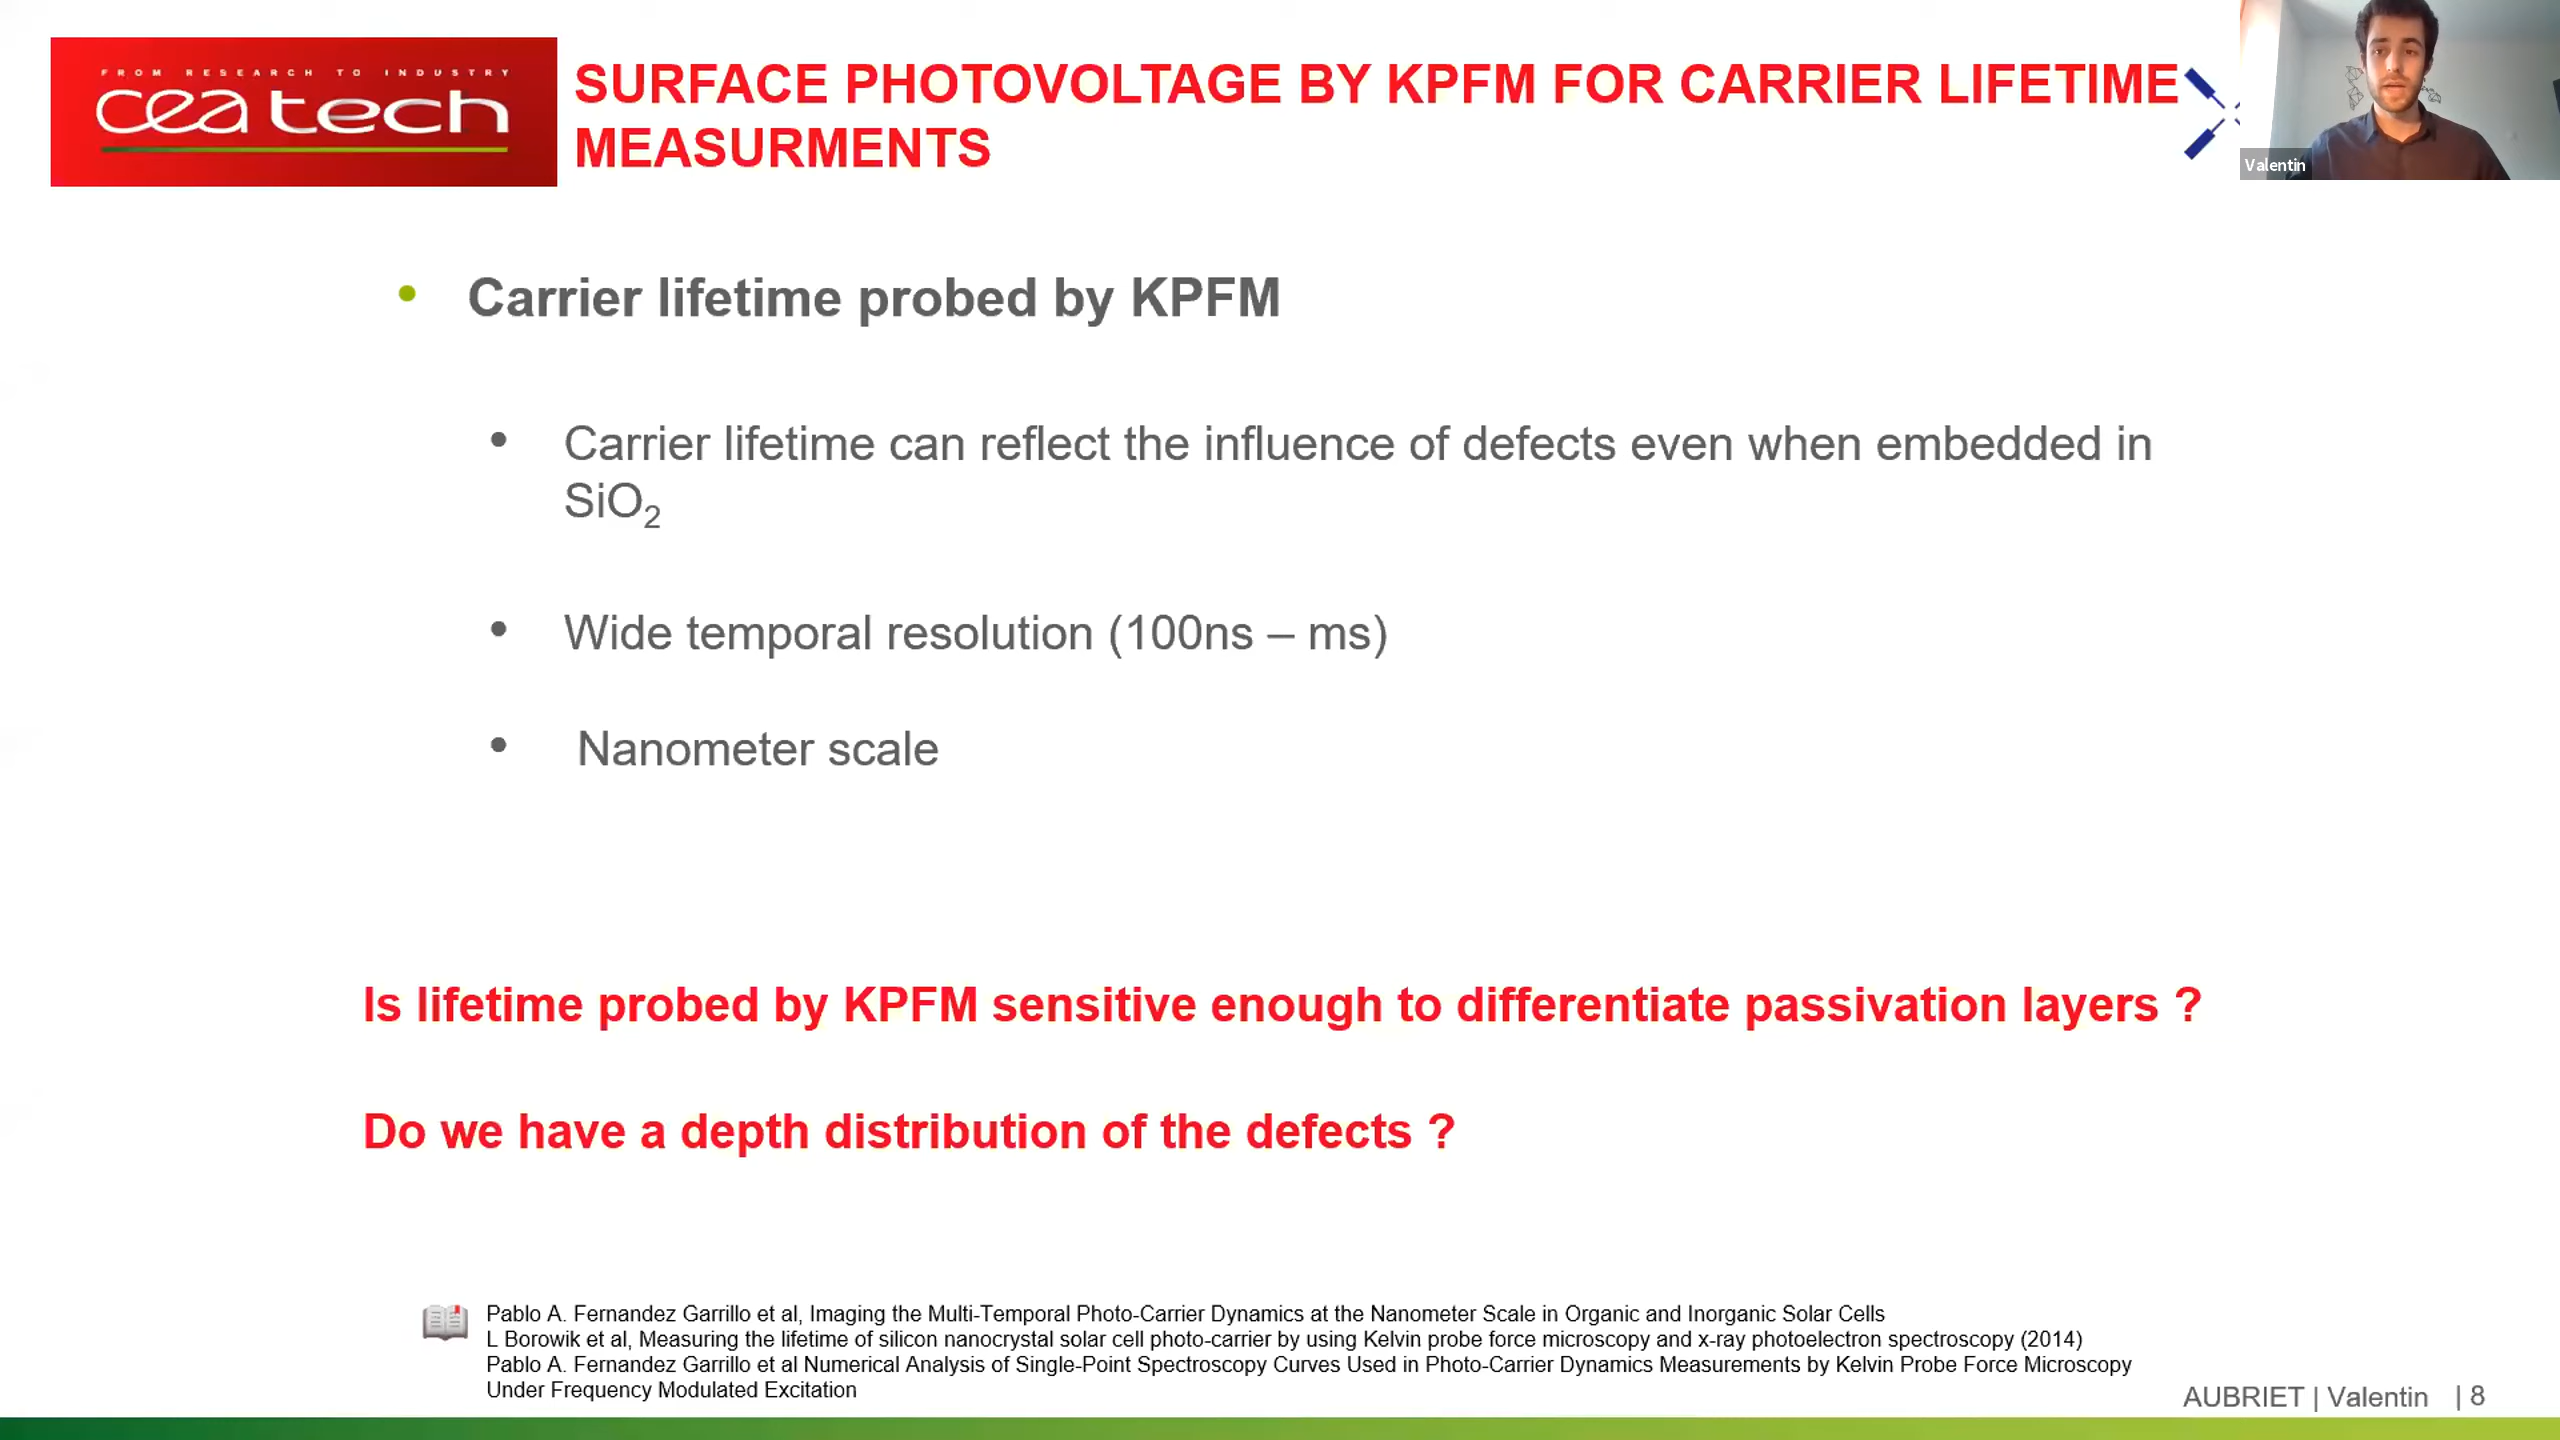 FROM RESEARCH TO INDUSTRY
cea tech
SURFACE PHOTOVOLTAGE BY KPFM FOR CARRIER LIFETIME
MEASURMENTS
Valentin
• Carrier lifetime probed by KPFM
• Carrier lifetime can reflect the influence of defects even when embedded in
SiO₂
• Wide temporal resolution (100ns – ms)
• Nanometer scale
Is lifetime probed by KPFM sensitive enough to differentiate passivation layers ?
Do we have a depth distribution of the defects ?
Pablo A. Fernandez Garrillo et al, Imaging the Multi-Temporal Photo-Carrier Dynamics at the Nanometer Scale in Organic and Inorganic Solar Cells
L Borowik et al, Measuring the lifetime of silicon nanocrystal solar cell photo-carrier by using Kelvin probe force microscopy and x-ray photoelectron spectroscopy (2014)
Pablo A. Fernandez Garrillo et al Numerical Analysis of Single-Point Spectroscopy Curves Used in Photo-Carrier Dynamics Measurements by Kelvin Probe Force Microscopy
Under Frequency Modulated Excitation
AUBRIET | Valentin | 8